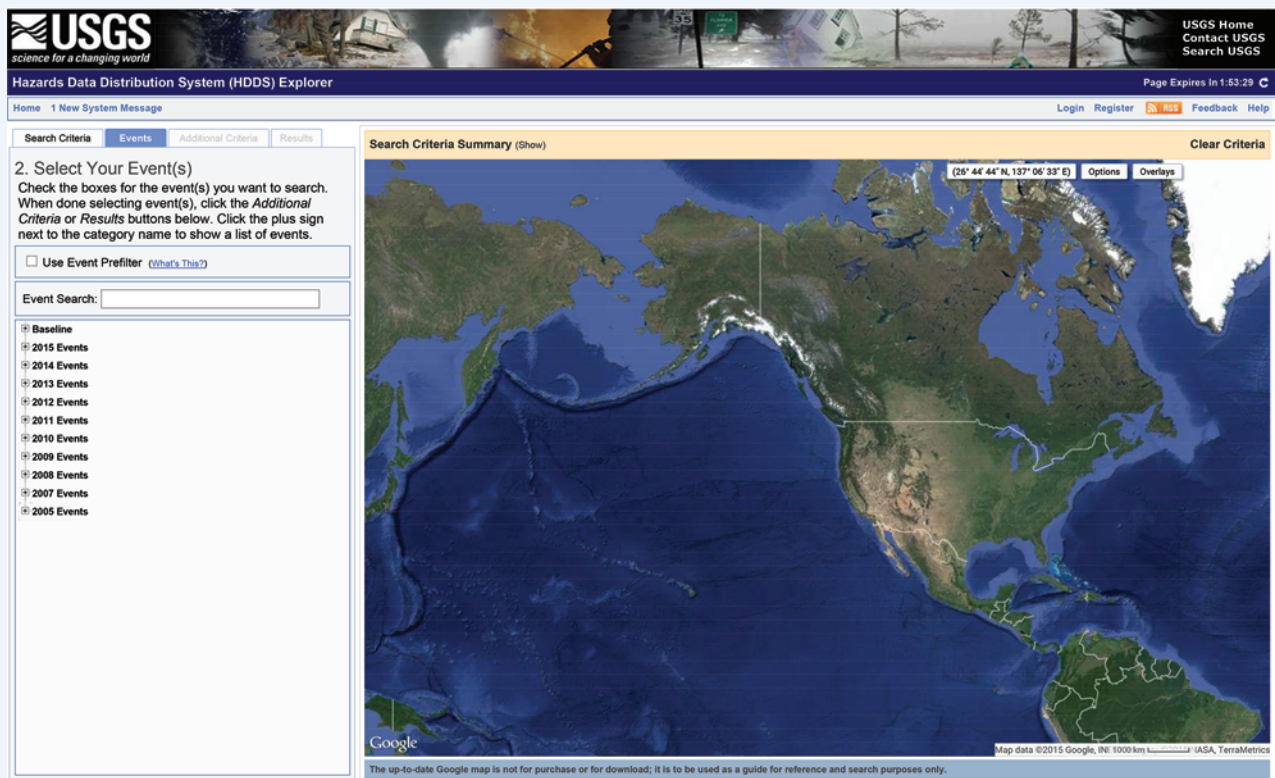 USGS
science for a changing world
35
USGS Home
Contact USGS
Search USGS
Hazards Data Distribution System (HDDS) Explorer
Page Expires In 1:53:29
Home 1 New System Message
Login Register RSS Feedback Help
Search Criteria Events Additional Criteria Results
2. Select Your Event(s)
Check the boxes for the event(s) you want to search.
When done selecting event(s), click the Additional
Criteria or Results buttons below. Click the plus sign
next to the category name to show a list of events.
Use Event Prefilter (What's This?)
Event Search:
Baseline
2015 Events
2014 Events
2013 Events
2012 Events
2011 Events
2010 Events
2009 Events
2008 Events
2007 Events
2005 Events
Search Criteria Summary (Show)
Clear Criteria
(26° 44' 44" N, 137° 06' 33" E) Options Overlays
Google
Map data ©2015 Google, 1000 km NASA, TerraMetrics
The up-to-date Google map is not for purchase or for download; it is to be used as a guide for reference and search purposes only.